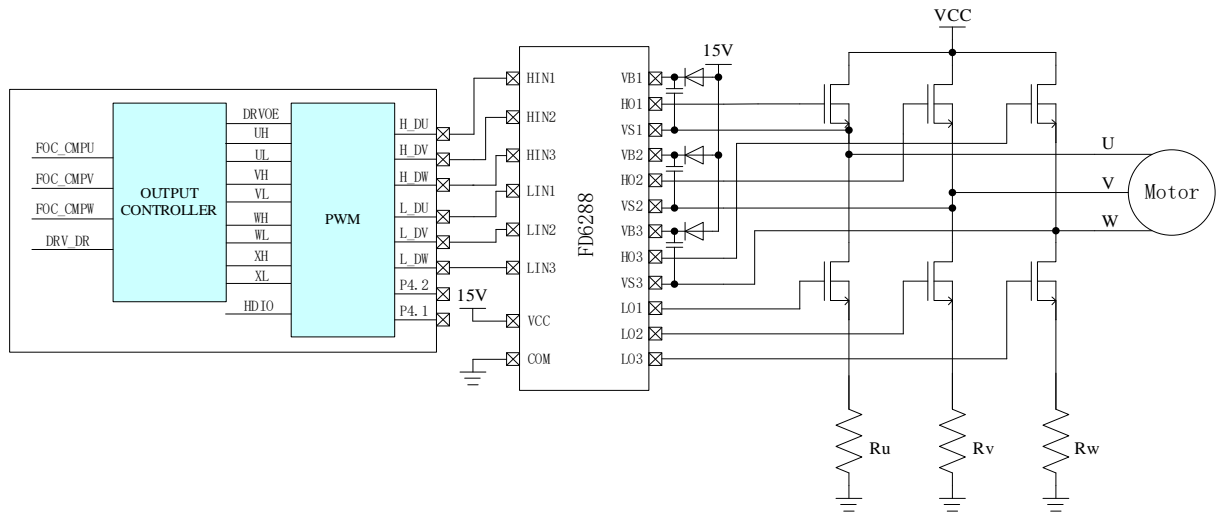 VCC
15V
HIN1
HIN2
HIN3
LIN1
LIN2
LIN3
VCC
COM
FD6288
VB1
HO1
VS1
VB2
HO2
VS2
VB3
HO3
VS3
LO1
LO2
LO3
FOC_CMPU
FOC_CMPV
FOC_CMPW
DRV_DR
OUTPUT
CONTROLLER
DRVOE
UH
UL
VH
VL
WH
WL
XH
XL
HDIO
PWM
H_DU
H_DV
H_DW
L_DU
L_DV
L_DW
P4.2
P4.1
15V
U
V
W
Motor
Ru
Rv
Rw